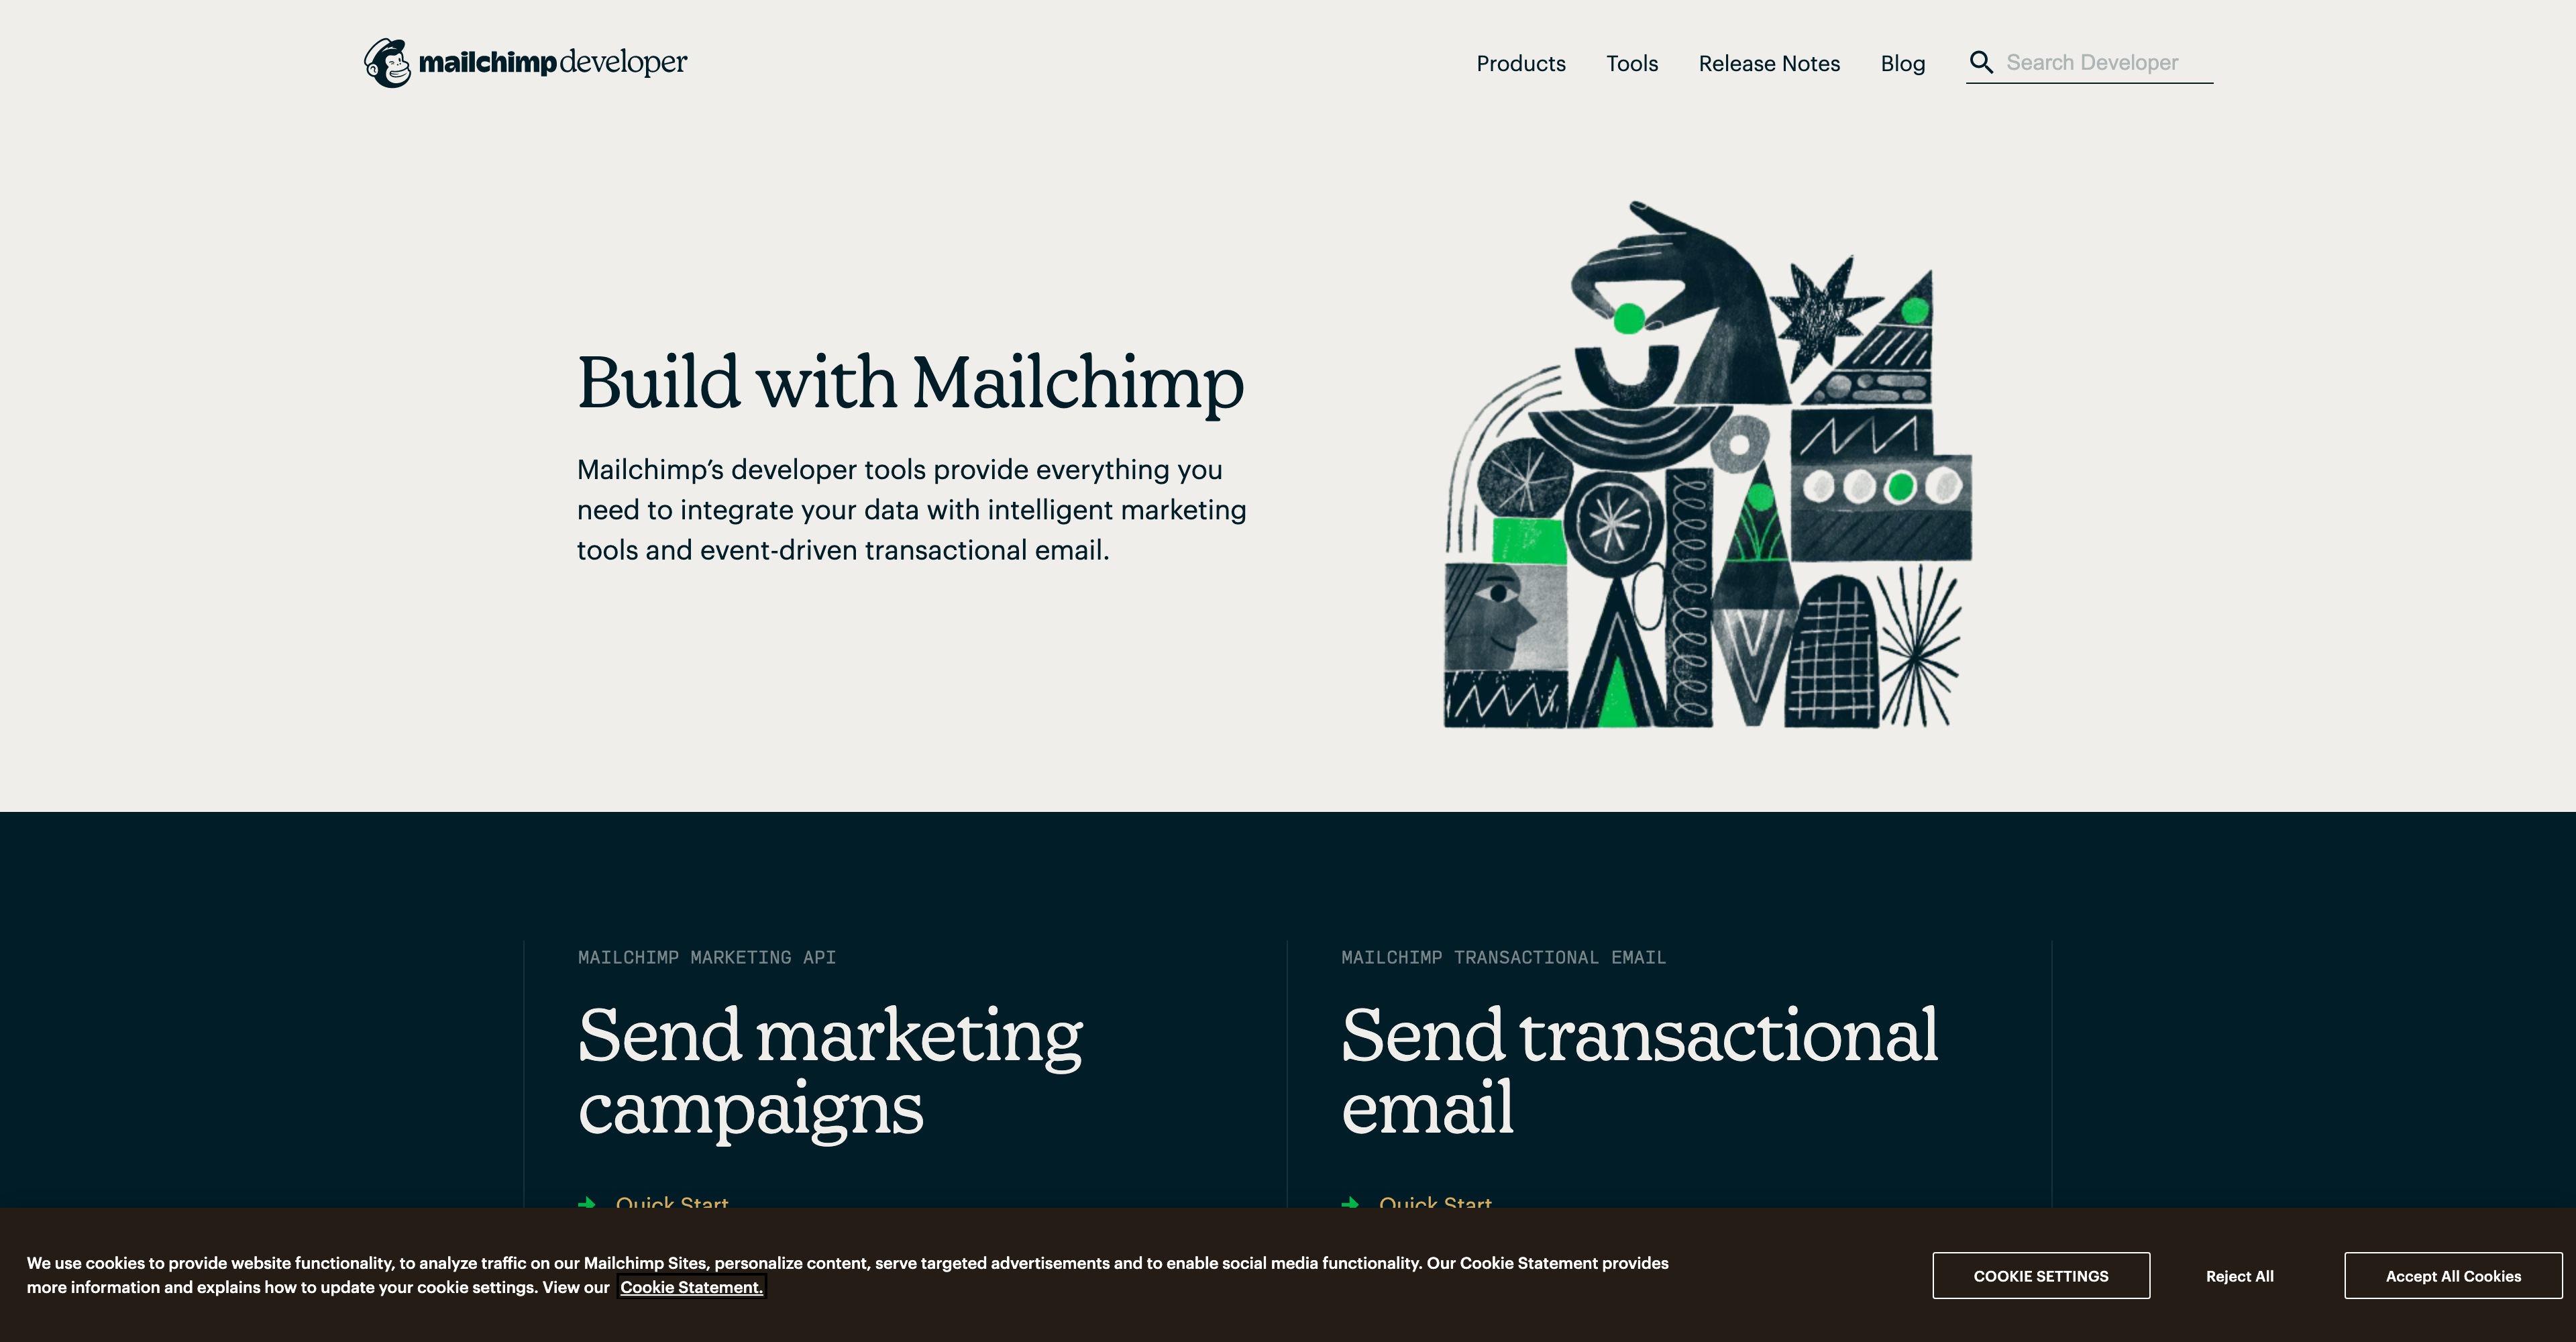 mailchimp developer
Products
Tools
Release Notes
Blog
Search Developer
Build with Mailchimp
Mailchimp’s developer tools provide everything you
need to integrate your data with intelligent marketing
tools and event-driven transactional email.
MAILCHIMP MARKETING API
Send marketing
campaigns
Quick Start
MAILCHIMP TRANSACTIONAL EMAIL
Send transactional
email
Quick Start
We use cookies to provide website functionality, to analyze traffic on our Mailchimp Sites, personalize content, serve targeted advertisements and to enable social media functionality. Our Cookie Statement provides
more information and explains how to update your cookie settings. View our Cookie Statement.
COOKIE SETTINGS
Reject All
Accept All Cookies